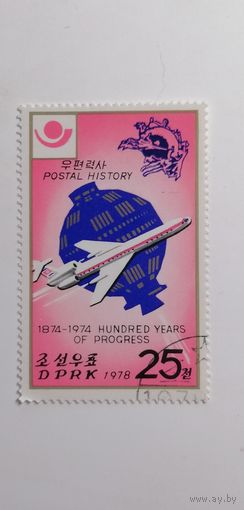 우편력사
POSTAL HISTORY
1874-1974 HUNDRED YEARS
OF PROGRESS
조선우표
DPRK 1978
25전
www.ay.by